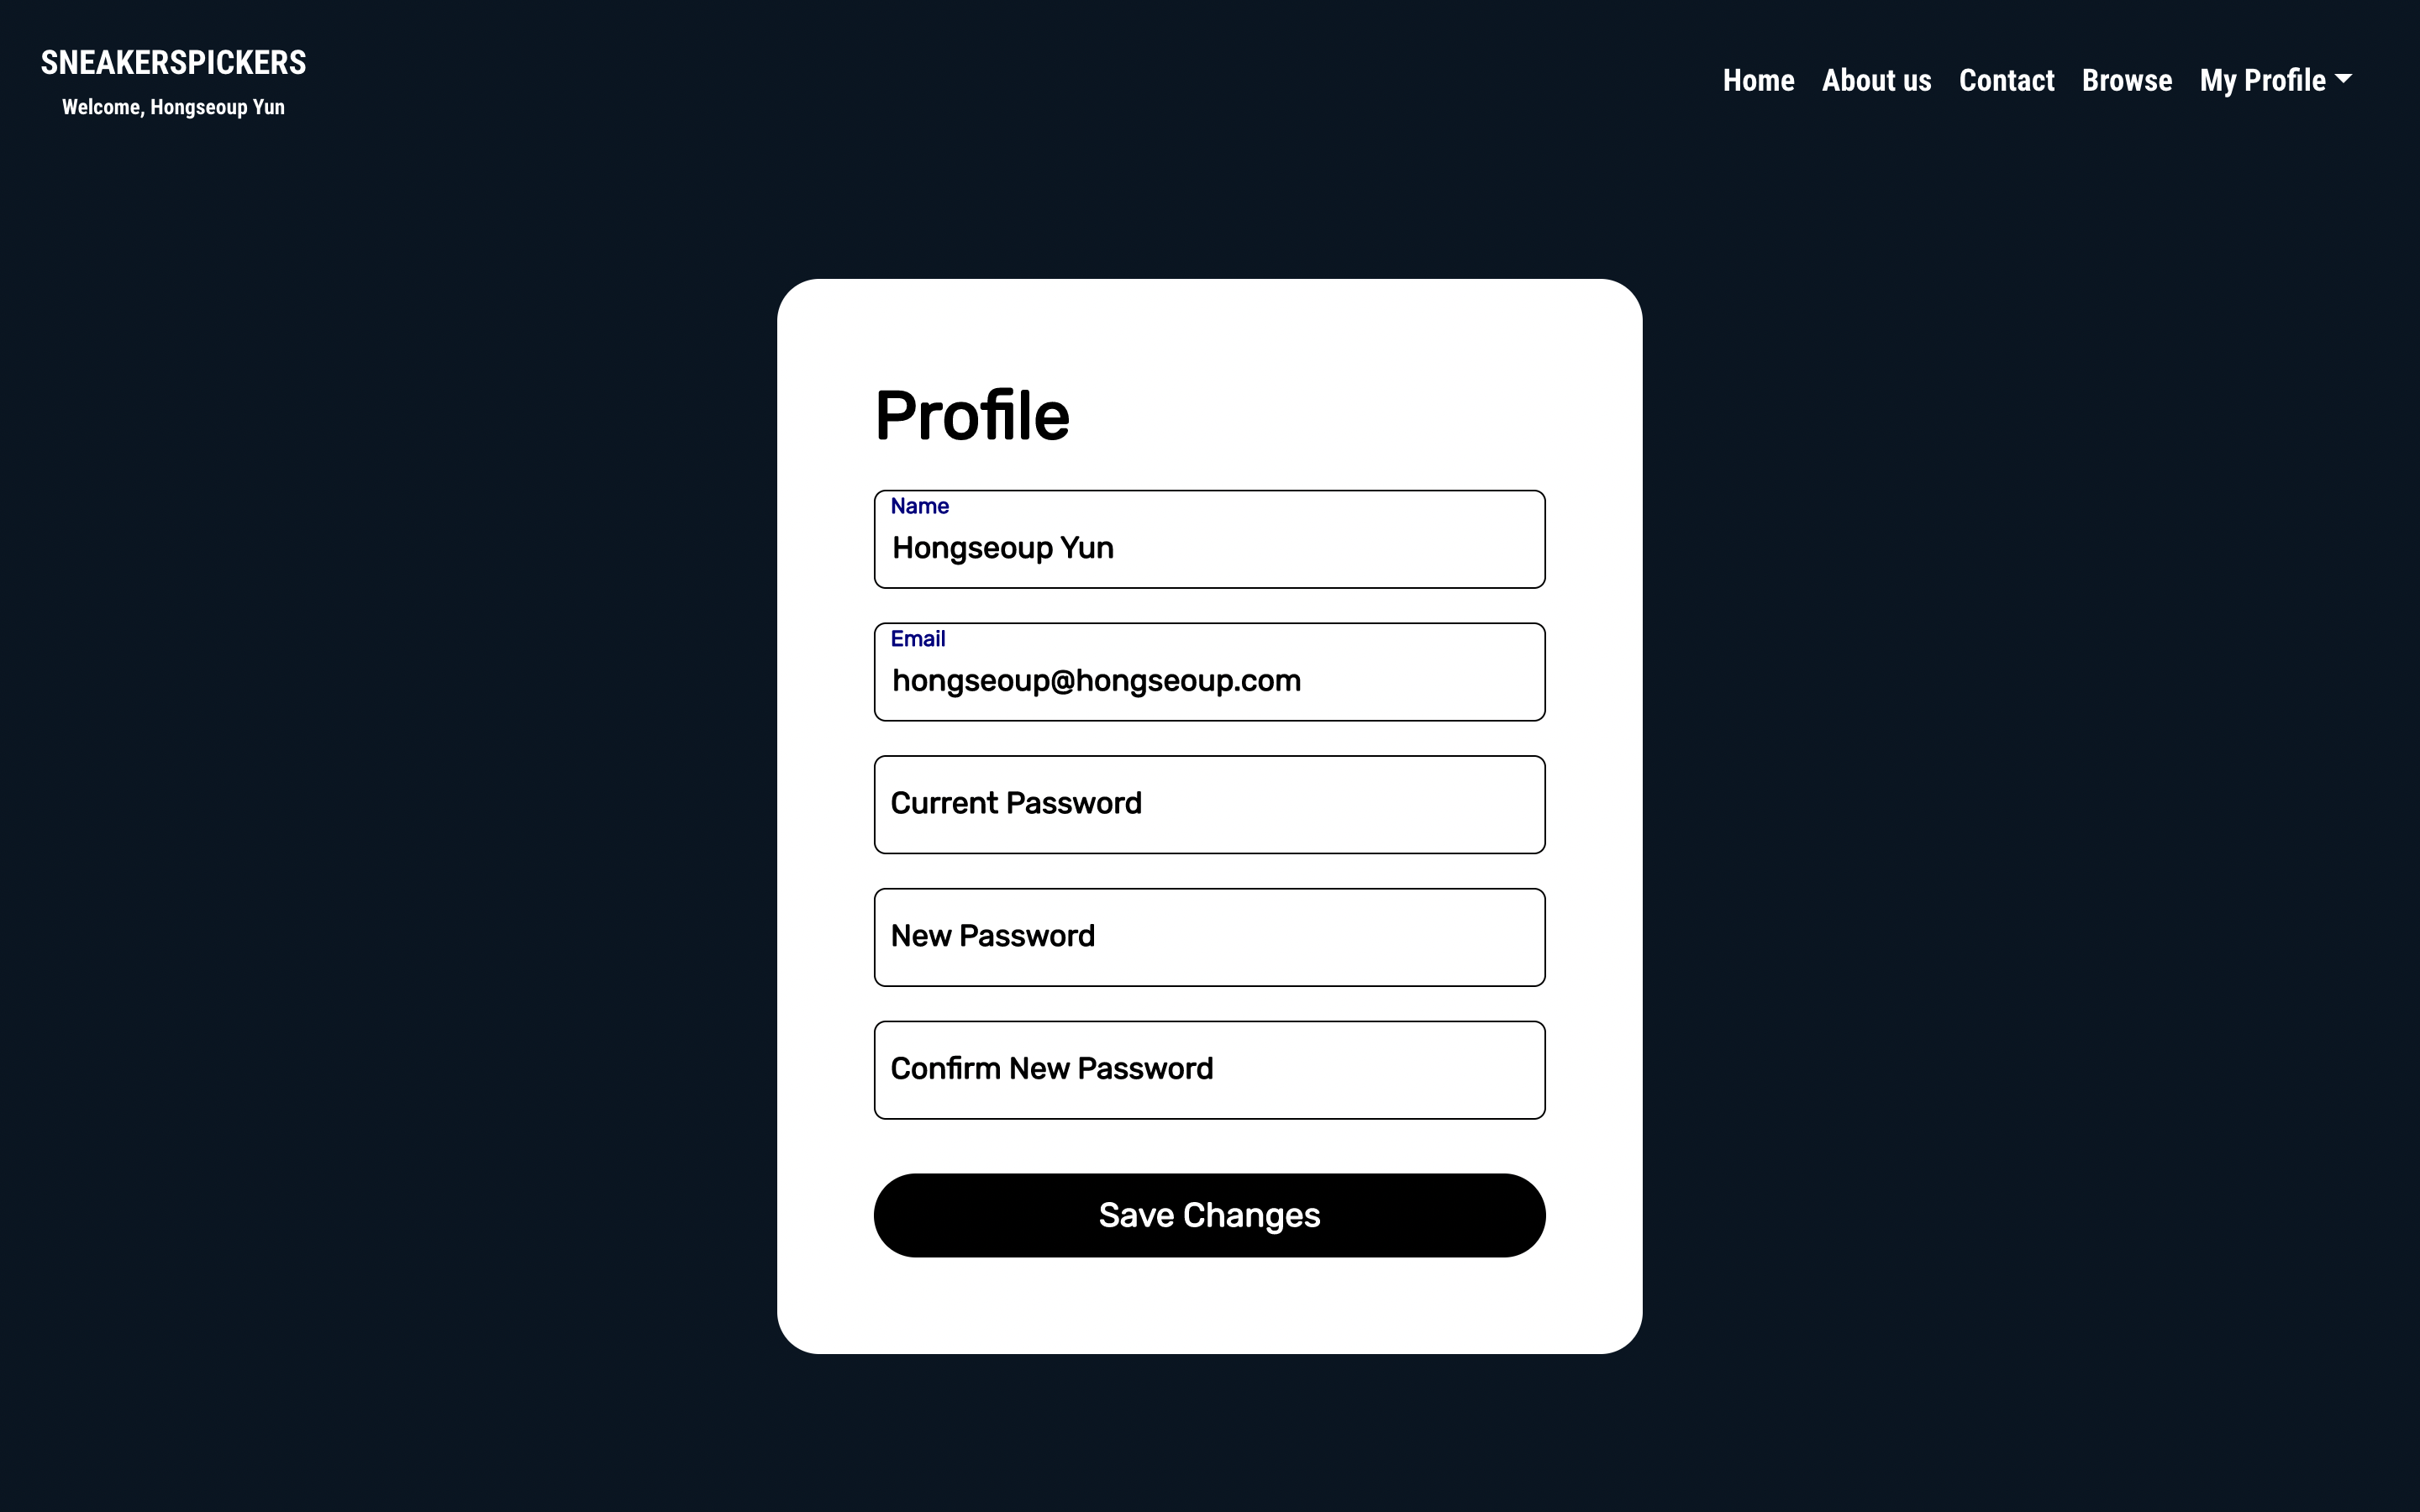 SNEAKERSPICKERS
Welcome, Hongseoup Yun
Home About us Contact Browse My Profile
Profile
Name
Hongseoup Yun
Email
hongseoup@hongseoup.com
Current Password
New Password
Confirm New Password
Save Changes